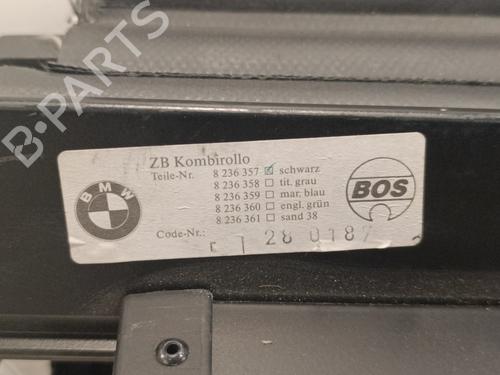 B-PARTS
ZB Kombirollo
Teile-Nr.
8 236 357 schwarz
8 236 358 tit. grau
8 236 359 mar. blau
8 236 360 engl. grün
8 236 361 sand 38
Code-Nr.:
28 0187
BMW
BOS